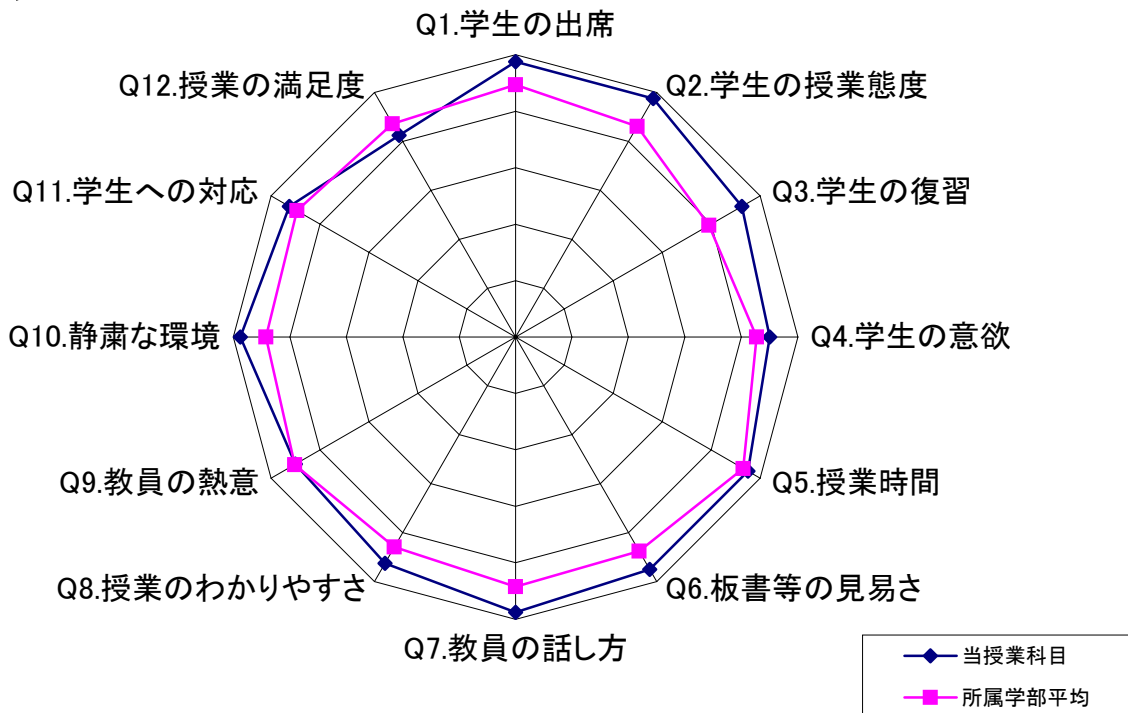 Q1.学生の出席
Q2.学生の授業態度
Q3.学生の復習
Q4.学生の意欲
Q5.授業時間
Q6.板書等の見易さ
Q7.教員の話し方
Q8.授業のわかりやすさ
Q9.教員の熱意
Q10.静粛な環境
Q11.学生への対応
Q12.授業の満足度
当授業科目
所属学部平均